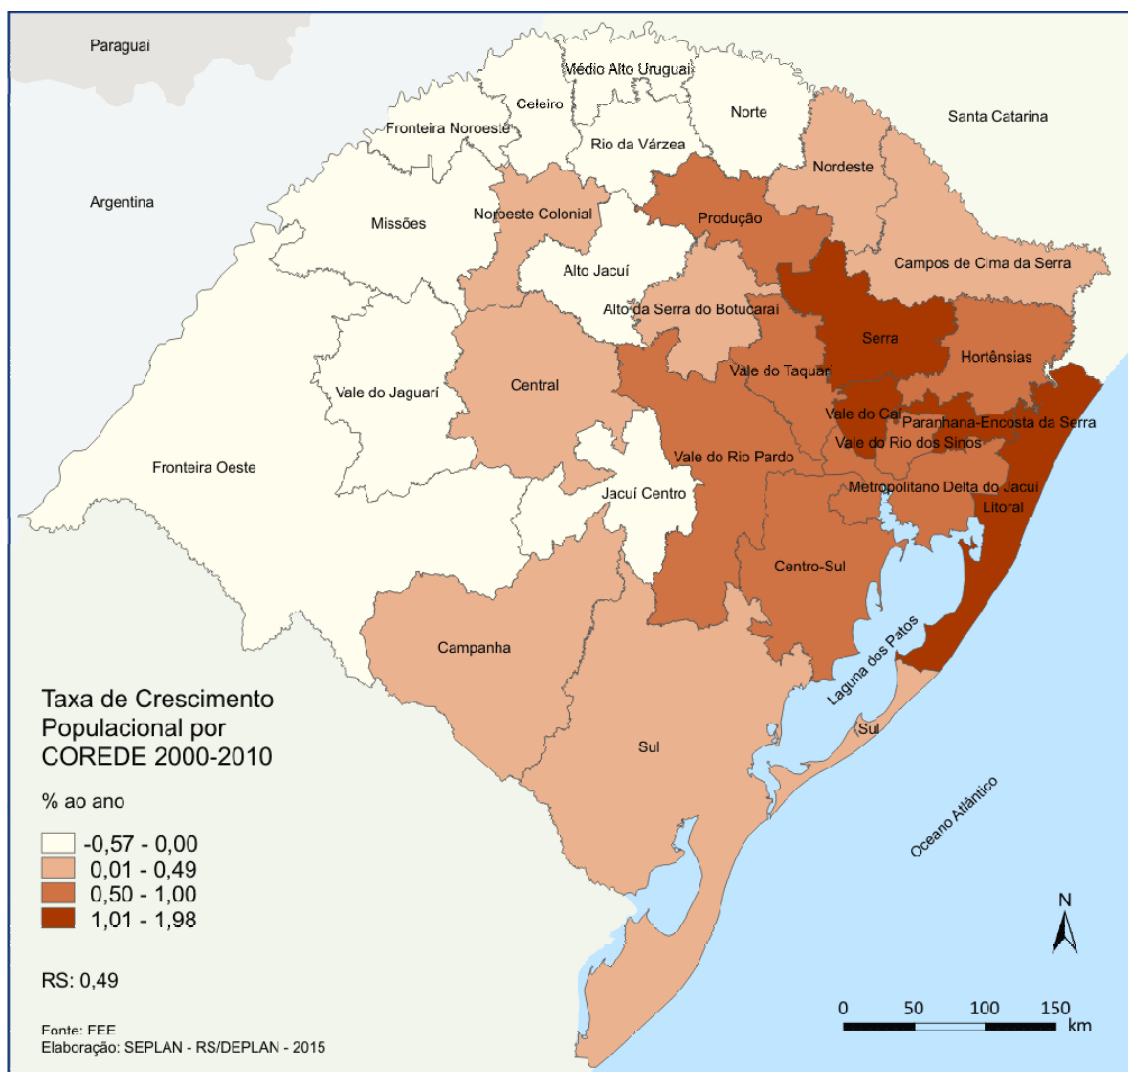 Paraguai
Médio Alto Uruguai
Celeiro
Norte
Santa Catarina
Fronteira Noroeste
Rio da Várzea
Nordeste
Argentina
Missões
Noroeste Colonial
Produção
Alto Jacuí
Campos de Cima da Serra
Alto da Serra do Botucaraí
Serra
Hortênsias
Vale do Jaguarí
Central
Vale do Taquari
Vale do Caí
Paranhana-Encosta da Serra
Vale do Rio dos Sinos
Fronteira Oeste
Vale do Rio Pardo
Jacuí Centro
Metropolitano Delta do Jacuí
Litoral
Centro-Sul
Campanha
Laguna dos Patos
Sul
Sul
Oceano Atlântico
Taxa de Crescimento
Populacional por
COREDE 2000-2010
% ao ano
-0,57 - 0,00
0,01 - 0,49
0,50 - 1,00
1,01 - 1,98
RS: 0,49
Fonte: FEE
Elaboração: SEPLAN - RS/DEPLAN - 2015
N
0 50 100 150
km